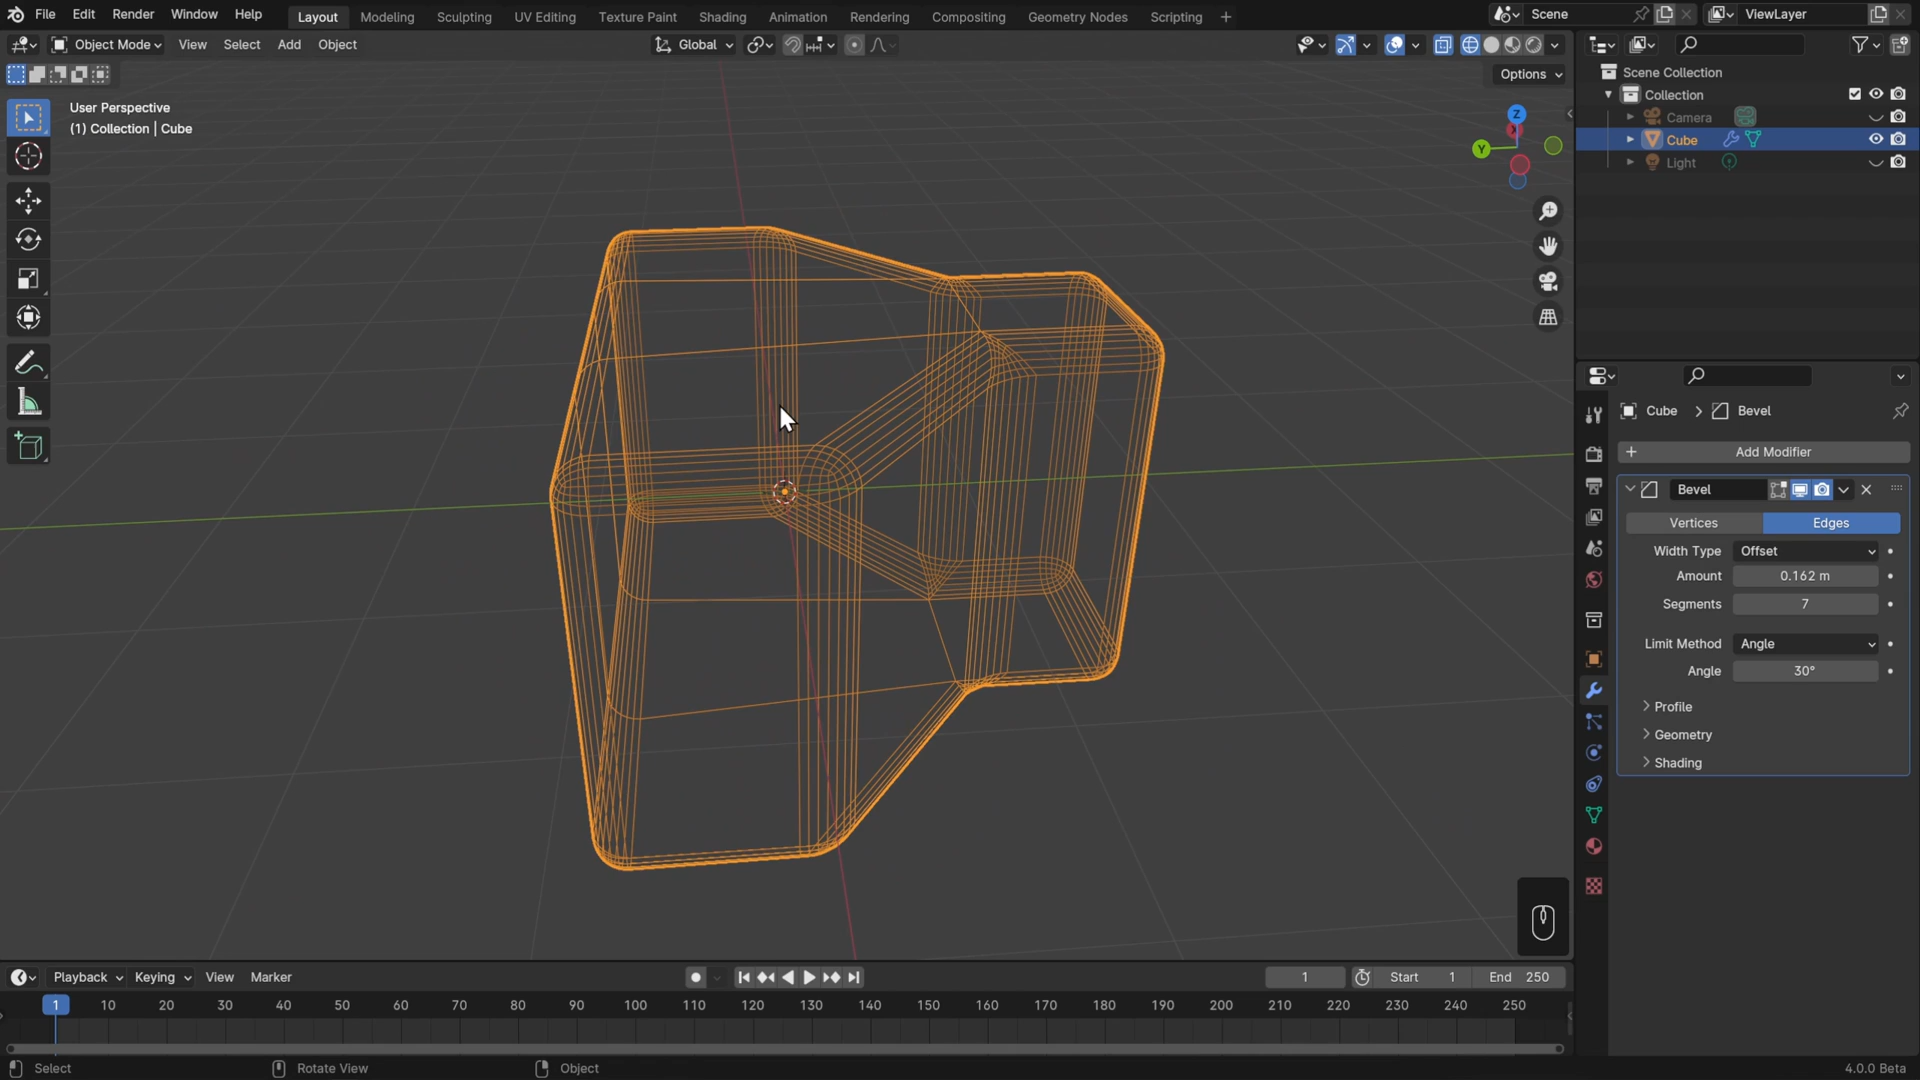 File Edit Render Window Help Layout Modeling Sculpting UV Editing Texture Paint Shading Animation Rendering Compositing Geometry Nodes Scripting + Scene ViewLayer
Object Mode View Select Add Object Global
Options
User Perspective
(1) Collection | Cube
Z
Y
Scene Collection
Collection
Camera
Cube
Light
Cube > Bevel
+ Add Modifier
Bevel
Vertices Edges
Width Type Offset
Amount 0.162 m
Segments 7
Limit Method Angle
Angle 30°
Profile
Geometry
Shading
Playback Keying View Marker 1 Start 1 End 250
1 10 20 30 40 50 60 70 80 90 100 110 120 130 140 150 160 170 180 190 200 210 220 230 240 250
Select Rotate View Object 4.0.0 Beta